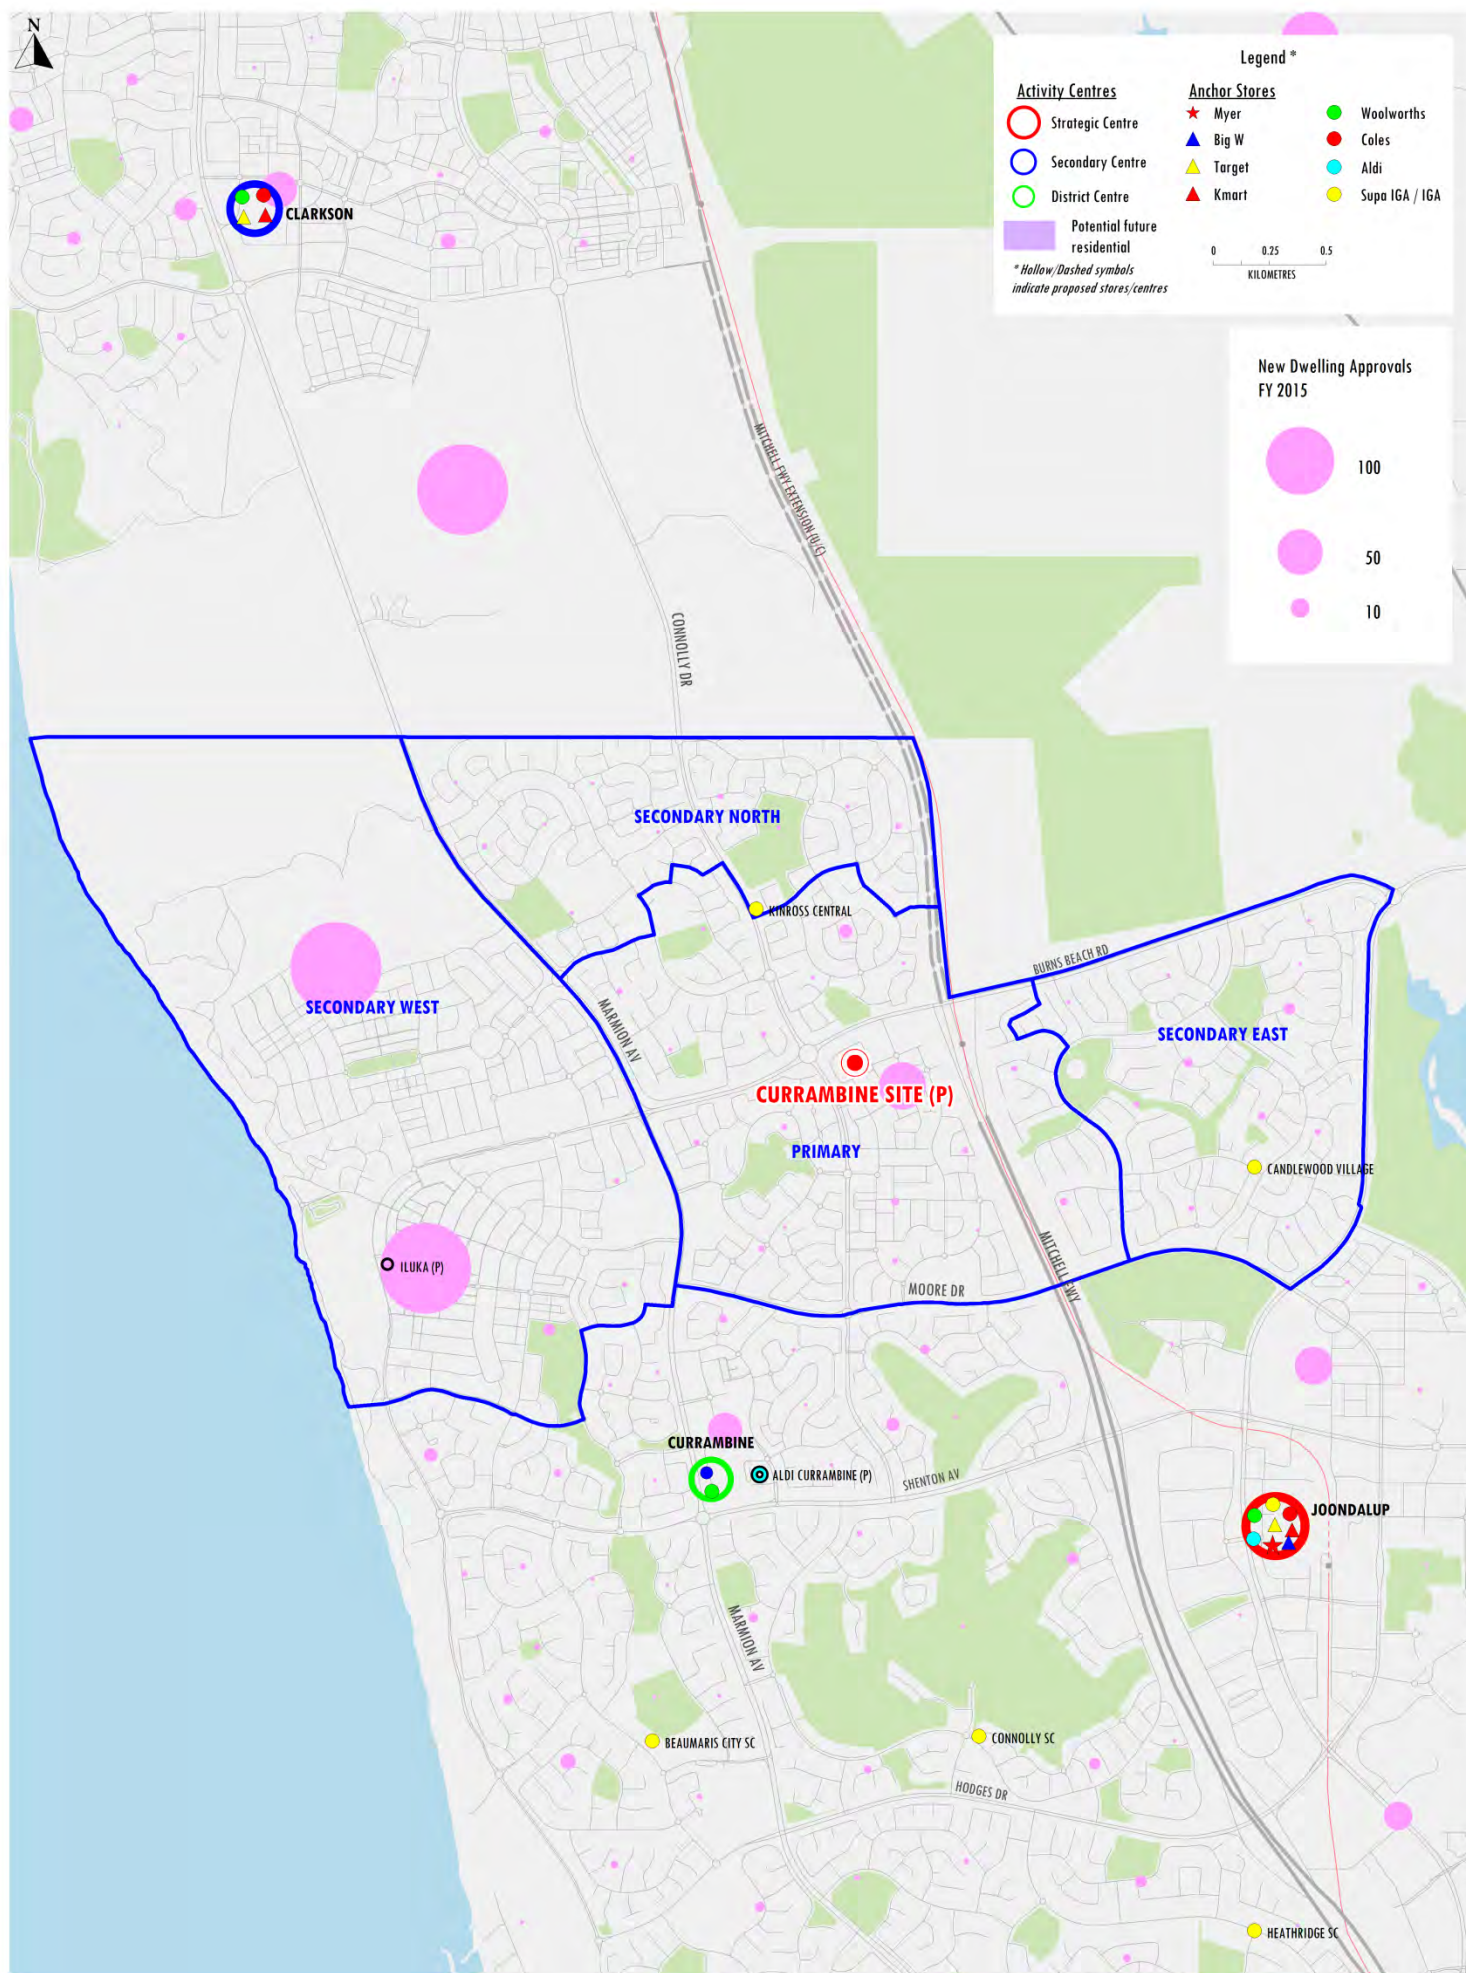 N
Legend *
Activity Centres
Strategic Centre
Secondary Centre
District Centre
Potential future
residential
* Hollow/Dashed symbols
indicate proposed stores/centres
Anchor Stores
Myer
Big W
Target
Kmart
Woolworths
Coles
Aldi
Supa IGA / IGA
0 0.25 0.5
KILOMETRES
New Dwelling Approvals
FY 2015
100
50
10
CLARKSON
MITCHELL FWY EXTENSION (U/C)
CONNOLLY DR
SECONDARY NORTH
KINROSS CENTRAL
BURNS BEACH RD
SECONDARY WEST
MARMION AV
SECONDARY EAST
CURRAMBINE SITE (P)
PRIMARY
CANDLEWOOD VILLAGE
ILUKA (P)
MITCHELL FWY
MOORE DR
CURRAMBINE
ALDI CURRAMBINE (P)
SHENTON AV
JOONDALUP
MARMION AV
BEAUMARIS CITY SC
CONNOLLY SC
HODGES DR
HEATHRIDGE SC